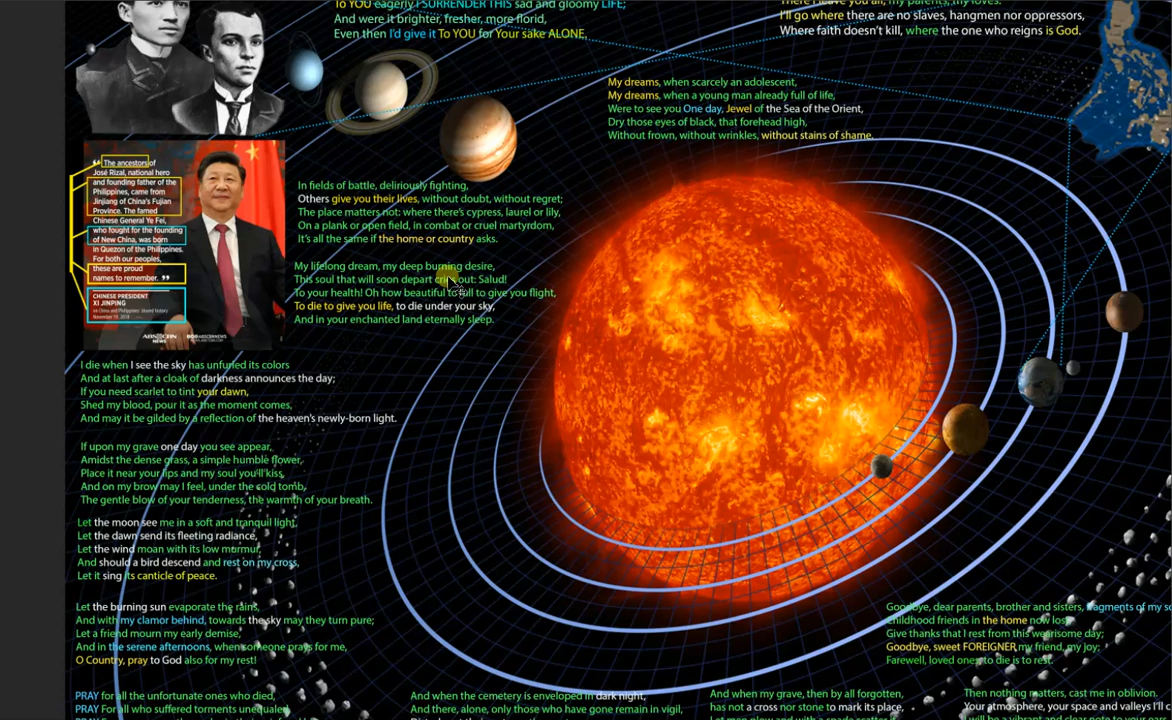 To YOU eagerly I SURRENDER THIS sad and gloomy LIFE;
And were it brighter, fresher, more florid,
Even then I'd give it To YOU for Your sake ALONE.
I'll go where there are no slaves, hangmen nor oppressors,
Where faith doesn't kill, where the one who reigns is God.
My dreams, when scarcely an adolescent,
My dreams, when a young man already full of life,
Were to see you One day, Jewel of the Sea of the Orient,
Dry those eyes of black, that forehead high,
Without frown, without wrinkles, without stains of shame.
“ The ancestors of
José Rizal, national hero
and founding father of the
Philippines, came from
Jinjiang of China's Fujian
Province. The famed
Chinese General Ye Fei,
who fought for the founding
of New China, was born
in Quezon of the Philippines.
For both our peoples,
these are proud
names to remember. ”
CHINESE PRESIDENT
XI JINPING
on China and Philippines' shared history
November 19, 2018
ABS-CBN
NEWS
In fields of battle, deliriously fighting,
Others give you their lives, without doubt, without regret;
The place matters not: where there's cypress, laurel or lily,
On a plank or open field, in combat or cruel martyrdom,
It's all the same if the home or country asks.
My lifelong dream, my deep burning desire,
This soul that will soon depart cries out: Salud!
To your health! Oh how beautiful to fall to give you flight,
To die to give you life, to die under your sky,
And in your enchanted land eternally sleep.
I die when I see the sky has unfurled its colors
And at last after a cloak of darkness announces the day;
If you need scarlet to tint your dawn,
Shed my blood, pour it as the moment comes,
And may it be gilded by a reflection of the heaven's newly-born light.
If upon my grave one day you see appear,
Amidst the dense grass, a simple humble flower,
Place it near your lips and my soul you'll kiss,
And on my brow may I feel, under the cold tomb,
The gentle blow of your tenderness, the warmth of your breath.
Let the moon see me in a soft and tranquil light,
Let the dawn send its fleeting radiance,
Let the wind moan with its low murmur,
And should a bird descend and rest on my cross,
Let it sing its canticle of peace.
Let the burning sun evaporate the rains,
And with my clamor behind, towards the sky may they turn pure;
Let a friend mourn my early demise,
And in the serene afternoons, when someone prays for me,
O Country, pray to God also for my rest!
Goodbye, dear parents, brother and sisters, fragments of my
Childhood friends in the home now lost,
Give thanks that I rest from this wearisome day;
Goodbye, sweet FOREIGNER, my friend, my joy;
Farewell, loved ones, to die is to rest.
PRAY for all the unfortunate ones who died,
PRAY For all who suffered torments unequaled,
And when the cemetery is enveloped in dark night,
And there, alone, only those who have gone remain in vigil,
And when my grave, then by all forgotten,
has not a cross nor stone to mark its place,
Then nothing matters, cast me in oblivion.
Your atmosphere, your space and valleys I'll